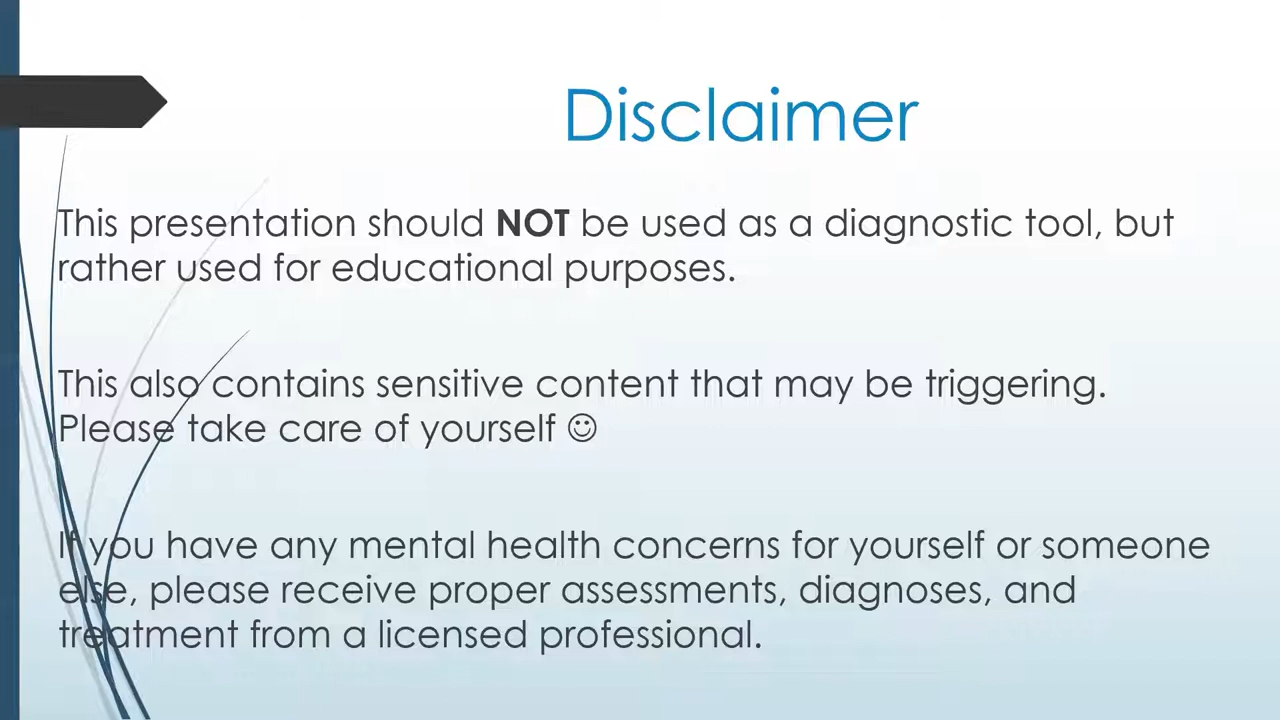 Disclaimer
This presentation should NOT be used as a diagnostic tool, but
rather used for educational purposes.
This also contains sensitive content that may be triggering.
Please take care of yourself ☺
If you have any mental health concerns for yourself or someone
else, please receive proper assessments, diagnoses, and
treatment from a licensed professional.